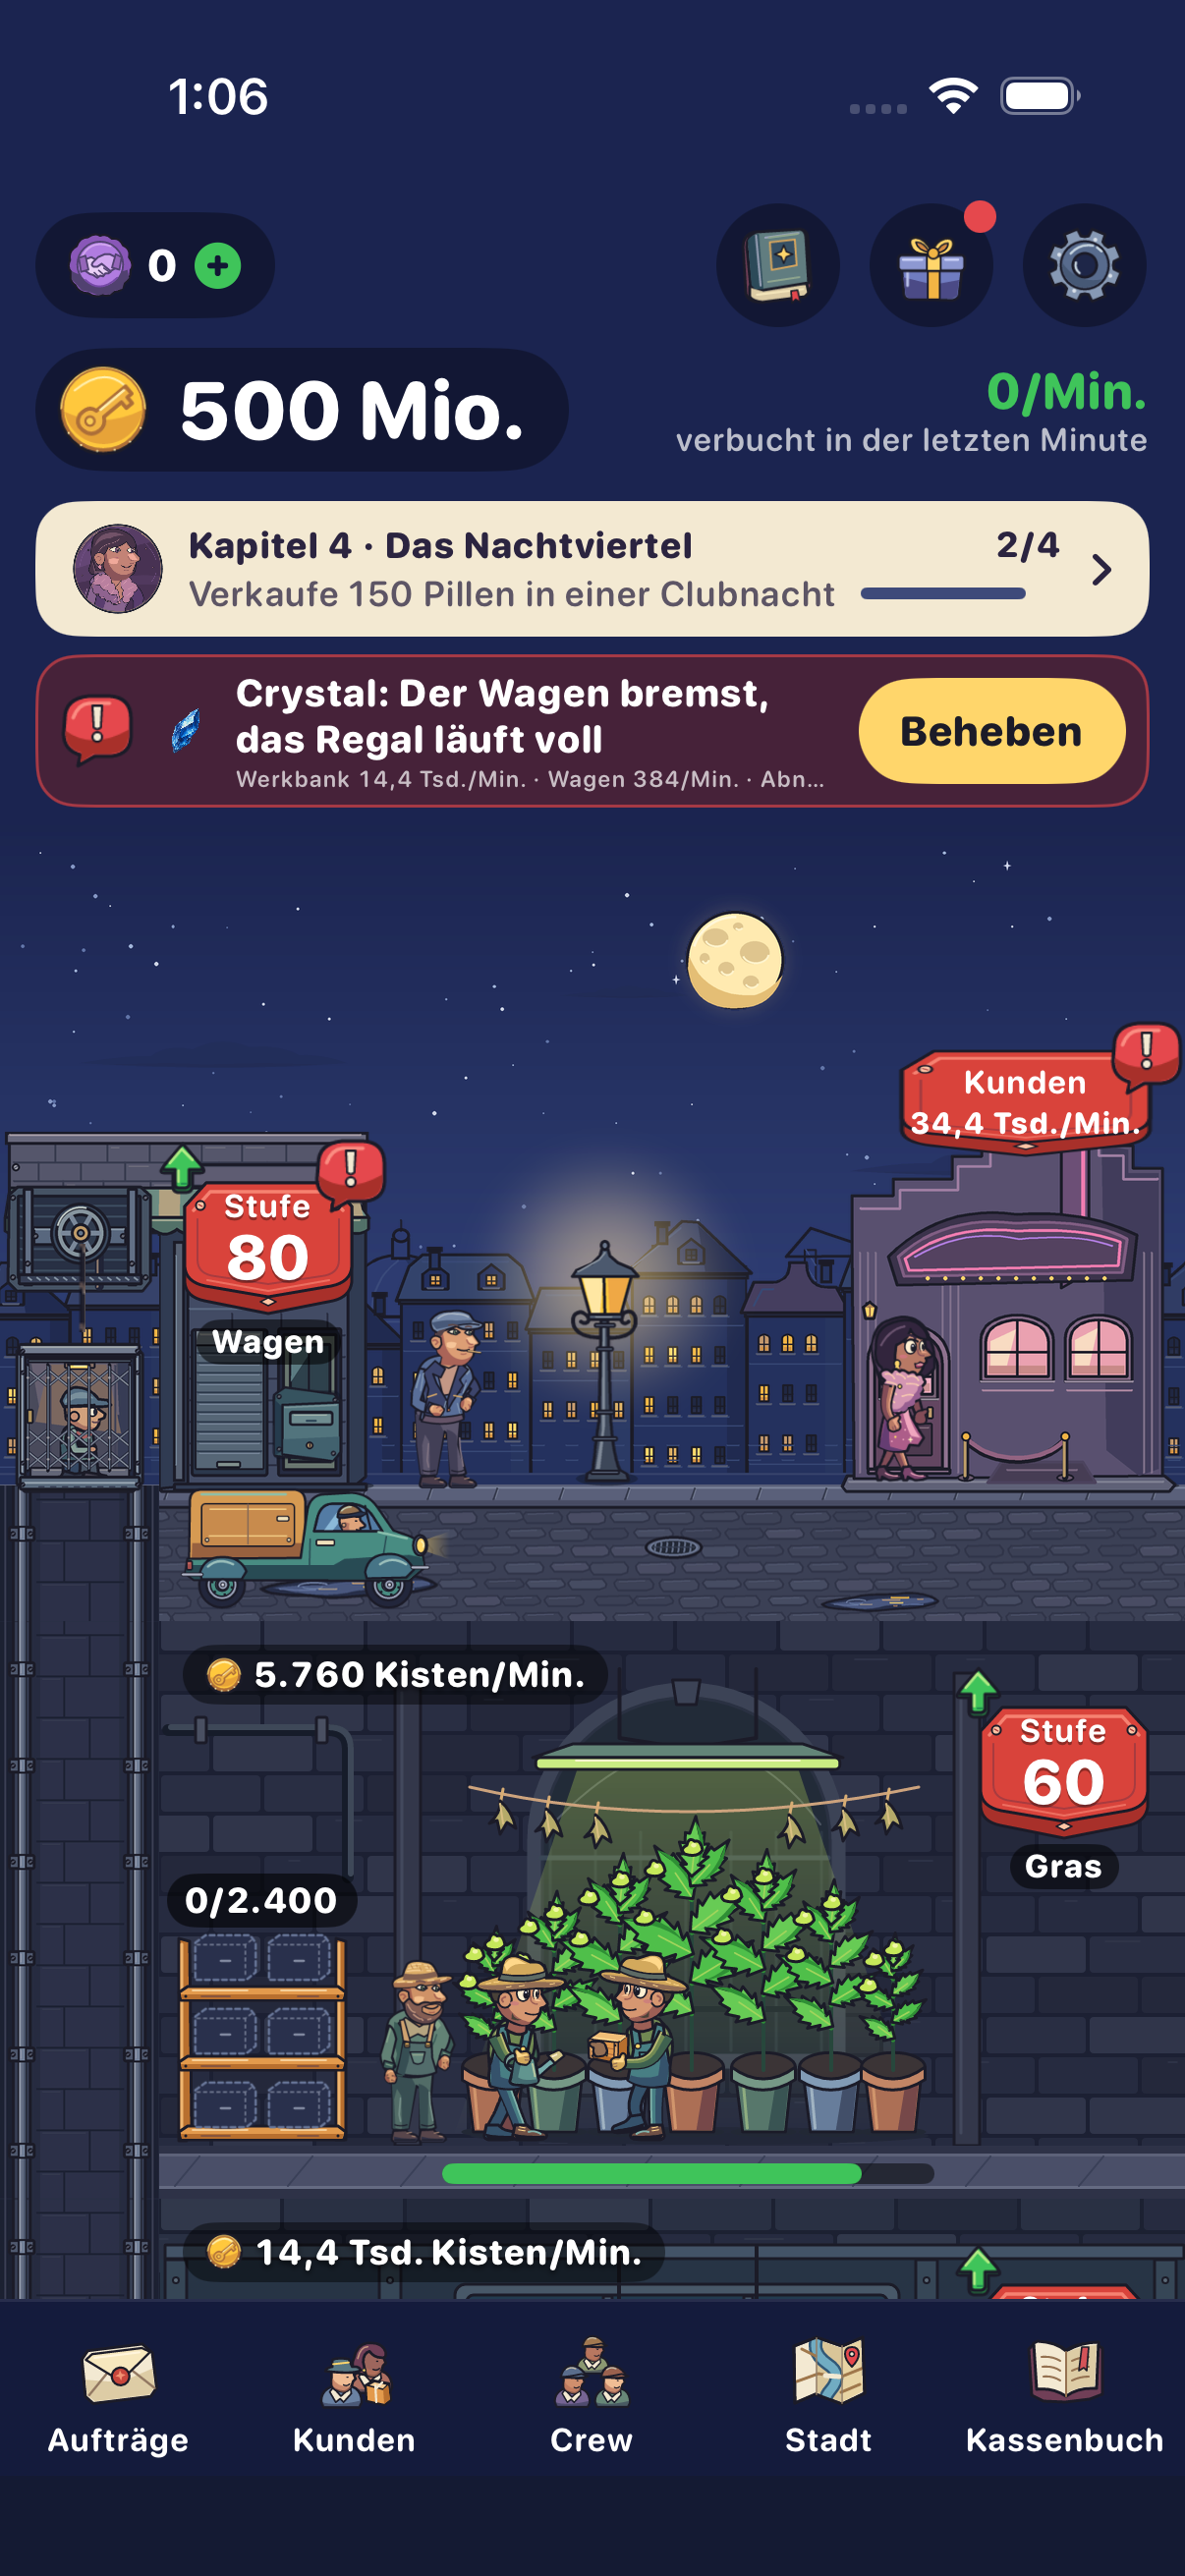 1:06
0
500 Mio.
0/Min.
verbucht in der letzten Minute
Kapitel 4 · Das Nachtviertel
2/4
Verkaufe 150 Pillen in einer Clubnacht
Crystal: Der Wagen bremst,
das Regal läuft voll
Werkbank 14,4 Tsd./Min. · Wagen 384/Min. · Abn...
Beheben
Kunden
34,4 Tsd./Min.
Stufe
80
Wagen
5.760 Kisten/Min.
Stufe
60
Gras
0/2.400
14,4 Tsd. Kisten/Min.
Aufträge
Kunden
Crew
Stadt
Kassenbuch